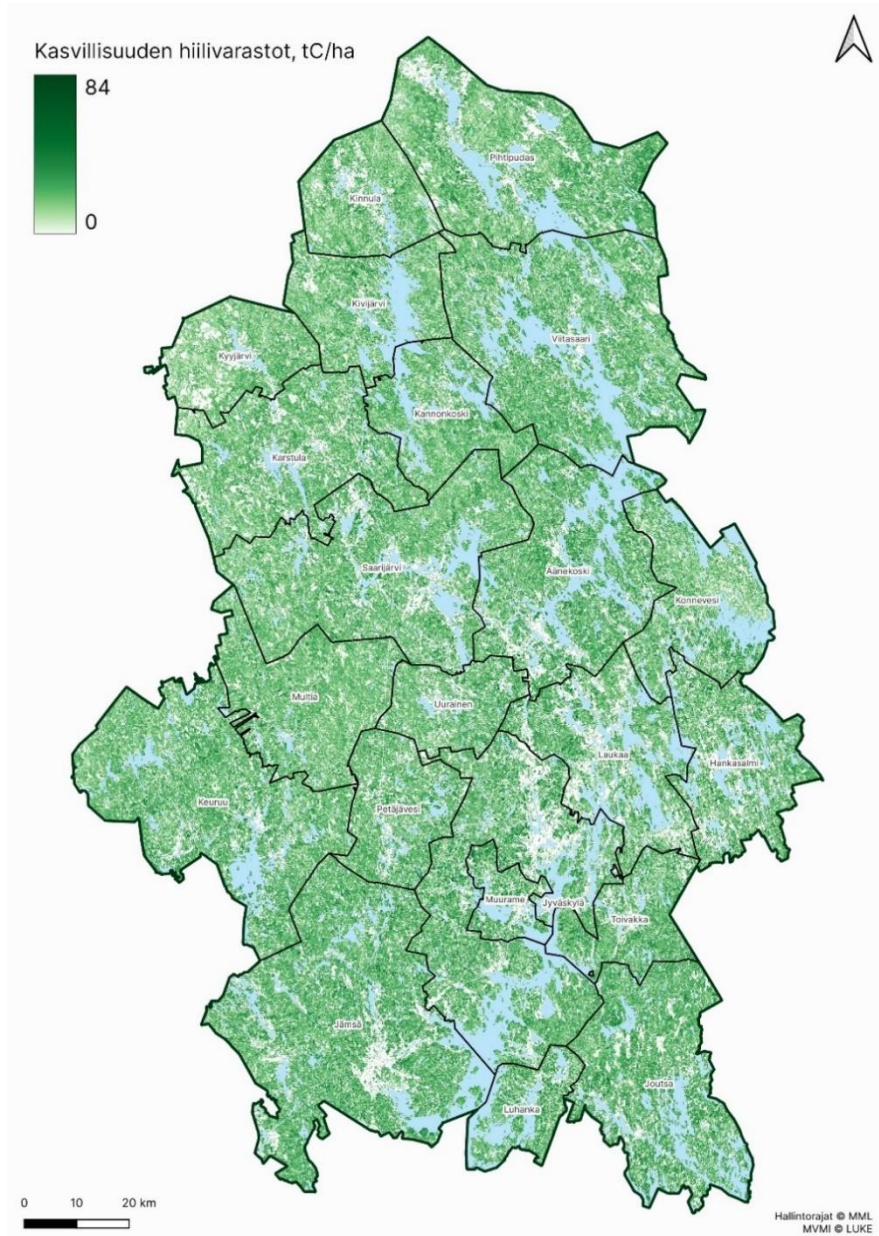 Kasvillisuuden hiilivarastot, tC/ha
84
0
Pihtipudas
Kinnula
Kivijärvi
Viitasaari
Kyyjärvi
Kannonkoski
Karstula
Saarijärvi
Äänekoski
Konnevesi
Multia
Uurainen
Laukaa
Hankasalmi
Keuruu
Petäjävesi
Muurame
Jyväskylä
Toivakka
Jämsä
Joutsa
Luhanka
0 10 20 km
Hallintorajat © MML
MVMI © LUKE